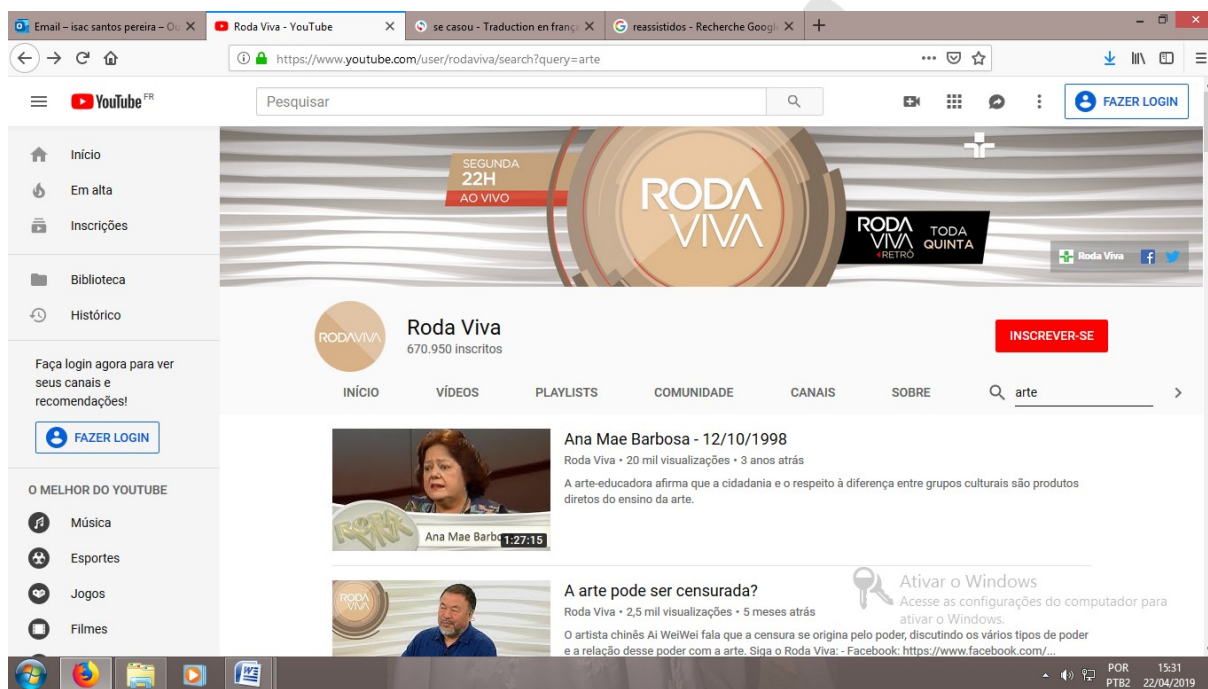 Email – isac santos pereira – Ou
Roda Viva - YouTube
se casou - Traduction en françai
reassistidos - Recherche Google
https://www.youtube.com/user/rodaviva/search?query=arte
YouTube FR
Pesquisar
FAZER LOGIN
Início
Em alta
Inscrições
Biblioteca
Histórico
Faça login agora para ver
seus canais e
recomendações!
FAZER LOGIN
O MELHOR DO YOUTUBE
Música
Esportes
Jogos
Filmes
SEGUNDA
22H
AO VIVO
RODA
VIVA
RODA
VIVA
RETRÔ
TODA
QUINTA
Roda Viva
RODAVIVA
Roda Viva
670.950 inscritos
INSCREVER-SE
INÍCIO VÍDEOS PLAYLISTS COMUNIDADE CANAIS SOBRE arte
Ana Mae Barbo
1:27:15
Ana Mae Barbosa - 12/10/1998
Roda Viva • 20 mil visualizações • 3 anos atrás
A arte-educadora afirma que a cidadania e o respeito à diferença entre grupos culturais são produtos
diretos do ensino da arte.
RODA
VIVA
A arte pode ser censurada?
Roda Viva • 2,5 mil visualizações • 5 meses atrás
O artista chinês Ai WeiWei fala que a censura se origina pelo poder, discutindo os vários tipos de poder
e a relação desse poder com a arte. Siga o Roda Viva: - Facebook: https://www.facebook.com/...
Ativar o Windows
Acesse as configurações do computador para
ativar o Windows.
POR
PTB2
15:31
22/04/2019